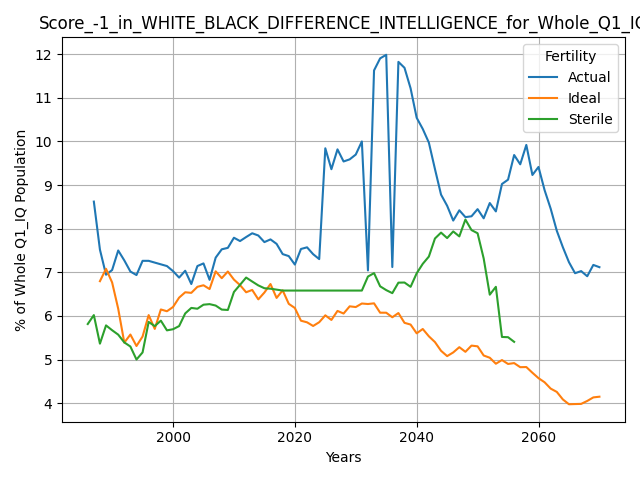 Score_-1_in_WHITE_BLACK_DIFFERENCE_INTELLIGENCE_for_Whole_Q1_IQ
% of Whole Q1_IQ Population
12
11
10
9
8
7
6
5
4
Fertility
Actual
Ideal
Sterile
2000 2020 2040 2060
Years